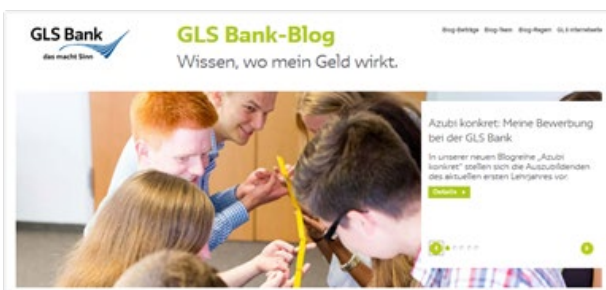 GLS Bank
das macht Sinn
GLS Bank-Blog
Wissen, wo mein Geld wirkt.
Blog-Beiträge Blog-Team Blog-Regeln GLS Internetseite
Azubi konkret: Meine Bewerbung
bei der GLS Bank
In unserer neuen Blogreihe „Azubi
konkret“ stellen sich die Auszubildenden
des aktuellen ersten Lehrjahres vor.
Details